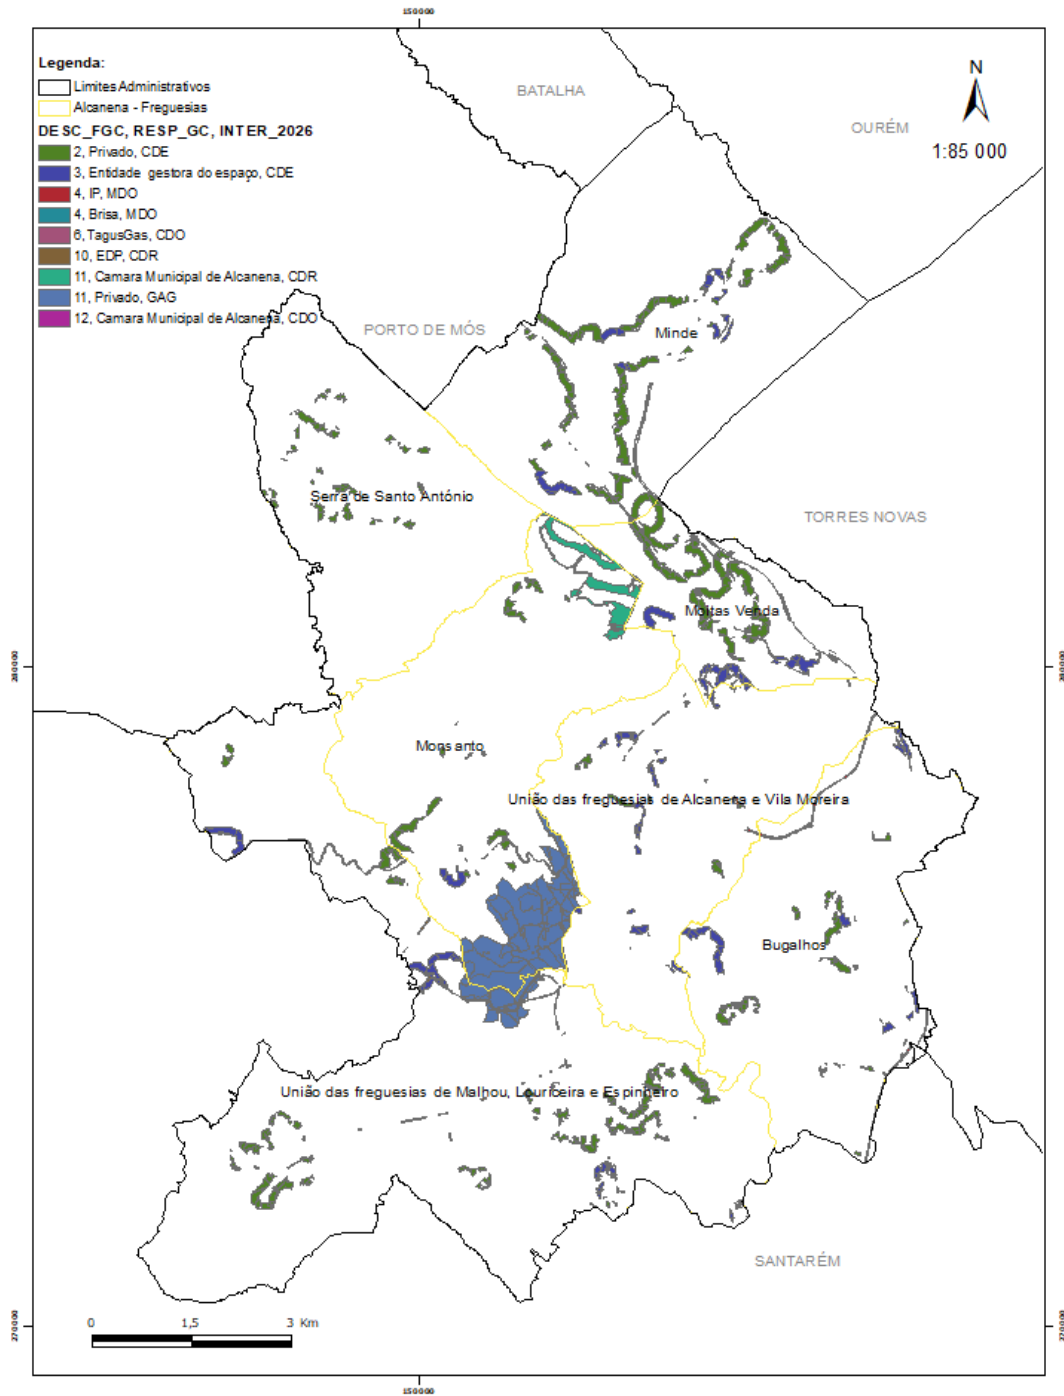 150000
Legenda:
Limites Administrativos
Alcanena - Freguesias
DESC_FGC, RESP_GC, INTER_2026
2, Privado, CDE
3, Entidade gestora do espaço, CDE
4, IP, MDO
4, Brisa, MDO
6, TagusGas, CDO
10, EDP, CDR
11, Camara Municipal de Alcanena, CDR
11, Privado, GAG
12, Camara Municipal de Alcanena, CDO
N
1:85 000
BATALHA
OURÉM
PORTO DE MÓS
Minde
Serra de Santo António
TORRES NOVAS
Moitas Venda
280000
280000
Monsanto
União das freguesias de Alcanena e Vila Moreira
Bugalhos
União das freguesias de Malhou, Louriceira e Espinheiro
SANTARÉM
0 1,5 3 Km
270000
270000
150000